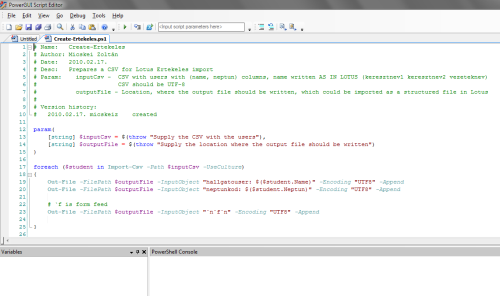 PowerGUI Script Editor
File Edit View Go Debug Tools Help
<Input script parameters here>
Untitled Create-Ertekeles.ps1
1 # Name: Create-Ertekeles
2 # Author: Micskei Zoltán
3 # Date: 2010.02.17.
4 # Desc: Prepares a CSV for Lotus Ertekeles import
5 # Param: inputCsv - CSV with users with (name, neptun) columns, name written AS IN LOTUS (keresztnev1 keresztnev2 vezeteknev)
6 # CSV should be UTF-8
7 # outputFile - Location, where the output file should be written, which could be imported as a structured file in Lotus
8 #
9 # Version history:
10 # 2010.02.17. micskeiz created
11
12 param(
13 [string] $inputCsv = $(throw "Supply the CSV with the users"),
14 [string] $outputFile = $(throw "Supply the location where the output file should be written")
15 )
16
17 foreach ($student in Import-Csv -Path $inputCsv -UseCulture)
18 {
19 Out-File -FilePath $outputFile -InputObject "hallgatouser: $($student.Name)" -Encoding "UTF8" -Append
20 Out-File -FilePath $outputFile -InputObject "neptunkod: $($student.Neptun)" -Encoding "UTF8" -Append
21
22 # `f is form feed
23 Out-File -FilePath $outputFile -InputObject "`n`f`n" -Encoding "UTF8" -Append
24
25 }
Variables PowerShell Console